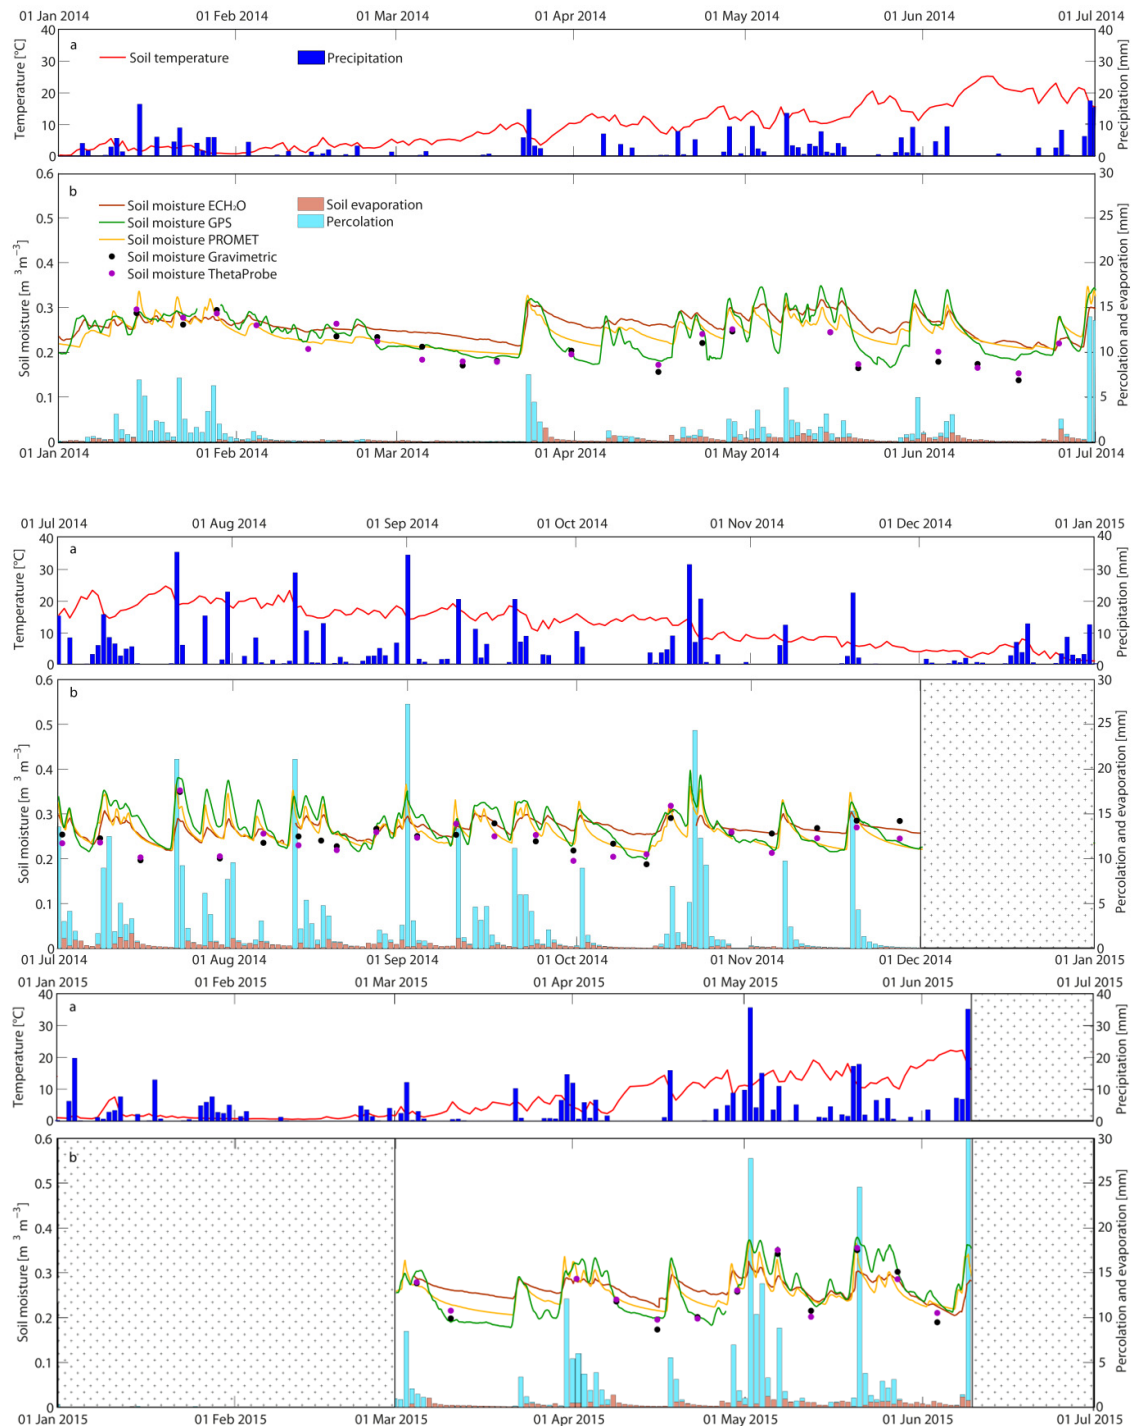 01 Jan 2014 01 Feb 2014 01 Mar 2014 01 Apr 2014 01 May 2014 01 Jun 2014 01 Jul 2014
a
Soil temperature Precipitation
Temperature [°C]
40 30 20 10 0
Precipitation [mm]
40 30 20 10 0
b
Soil moisture ECH₂O Soil evaporation
Soil moisture GPS Percolation
Soil moisture PROMET
Soil moisture Gravimetric
Soil moisture ThetaProbe
Soil moisture [m ³ m⁻³]
0.6 0.5 0.4 0.3 0.2 0.1 0
Percolation and evaporation [mm]
30 25 20 15 10 5 0
01 Jan 2014 01 Feb 2014 01 Mar 2014 01 Apr 2014 01 May 2014 01 Jun 2014 01 Jul 2014
01 Jul 2014 01 Aug 2014 01 Sep 2014 01 Oct 2014 01 Nov 2014 01 Dec 2014 01 Jan 2015
a
Temperature [°C]
40 30 20 10 0
Precipitation [mm]
40 30 20 10 0
b
Soil moisture [m ³ m⁻³]
0.6 0.5 0.4 0.3 0.2 0.1 0
Percolation and evaporation [mm]
30 25 20 15 10 5 0
01 Jul 2014 01 Aug 2014 01 Sep 2014 01 Oct 2014 01 Nov 2014 01 Dec 2014 01 Jan 2015
01 Jan 2015 01 Feb 2015 01 Mar 2015 01 Apr 2015 01 May 2015 01 Jun 2015 01 Jul 2015
a
Temperature [°C]
40 30 20 10 0
Precipitation [mm]
40 30 20 10 0
b
Soil moisture [m ³ m⁻³]
0.6 0.5 0.4 0.3 0.2 0.1 0
Percolation and evaporation [mm]
30 25 20 15 10 5 0
01 Jan 2015 01 Feb 2015 01 Mar 2015 01 Apr 2015 01 May 2015 01 Jun 2015 01 Jul 2015